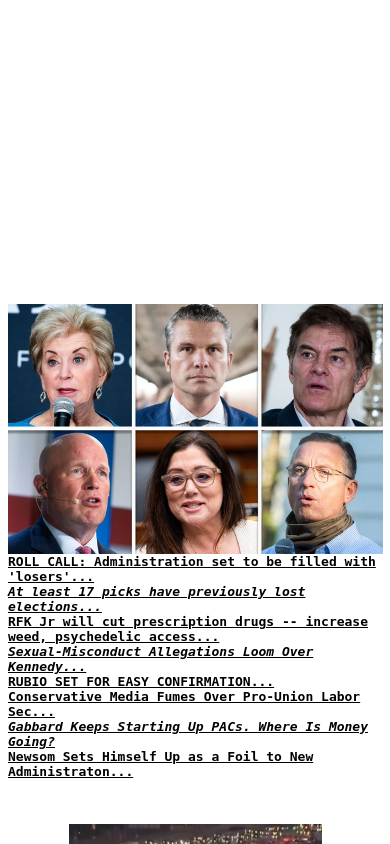 F P
ROLL CALL: Administration set to be filled with
'losers'...
At least 17 picks have previously lost
elections...
RFK Jr will cut prescription drugs -- increase
weed, psychedelic access...
Sexual-Misconduct Allegations Loom Over
Kennedy...
RUBIO SET FOR EASY CONFIRMATION...
Conservative Media Fumes Over Pro-Union Labor
Sec...
Gabbard Keeps Starting Up PACs. Where Is Money
Going?
Newsom Sets Himself Up as a Foil to New
Administraton...